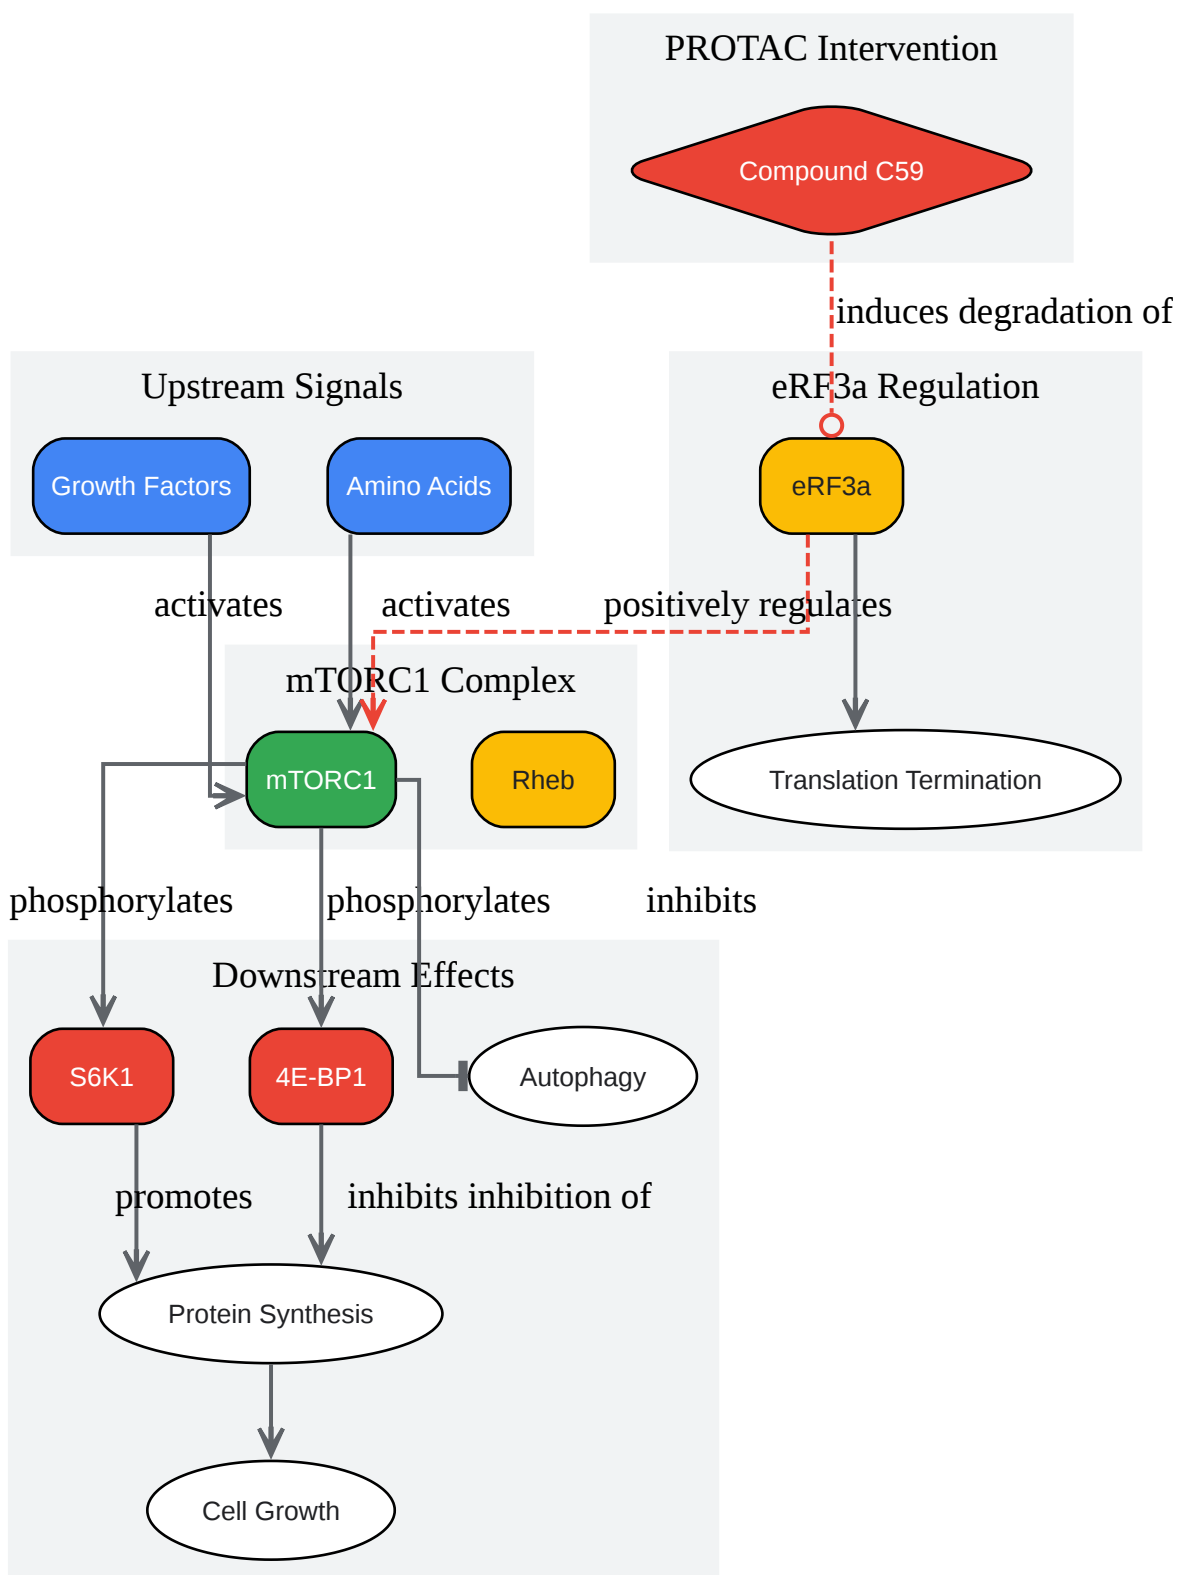 PROTAC Intervention
Compound C59
induces degradation of
Upstream Signals
eRF3a Regulation
Growth Factors
Amino Acids
eRF3a
activates
activates
positively regulates
mTORC1 Complex
mTORC1
Rheb
Translation Termination
phosphorylates
phosphorylates
inhibits
Downstream Effects
S6K1
4E-BP1
Autophagy
promotes
inhibits inhibition of
Protein Synthesis
Cell Growth